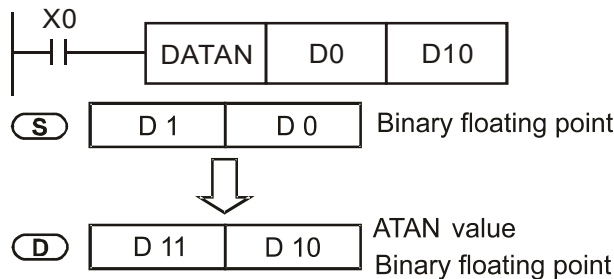 X0
DATAN D0 D10
S D 1 D 0 Binary floating point
D D 11 D 10 ATAN value
Binary floating point